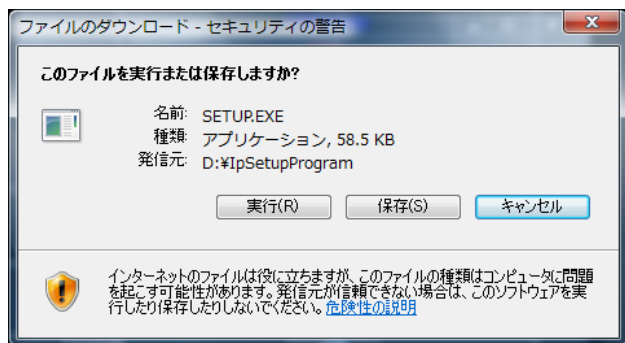 ファイルのダウンロード - セキュリティの警告
このファイルを実行または保存しますか?
名前: SETUP.EXE
種類: アプリケーション, 58.5 KB
発信元: D:¥IpSetupProgram
実行(R) 保存(S) キャンセル
インターネットのファイルは役に立ちますが、このファイルの種類はコンピュータに問題
を起こす可能性があります。発信元が信頼できない場合は、このソフトウェアを実
行したり保存したりしないでください。危険性の説明